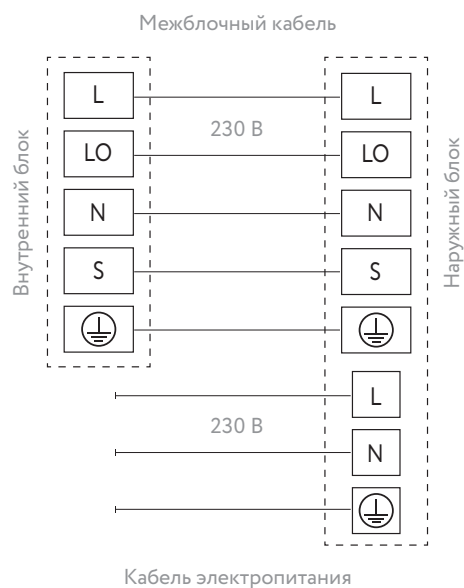 Межблочный кабель
Внутренний блок
Наружный блок
L L
230 В
LO LO
N N
S S
L
230 В
N
Кабель электропитания